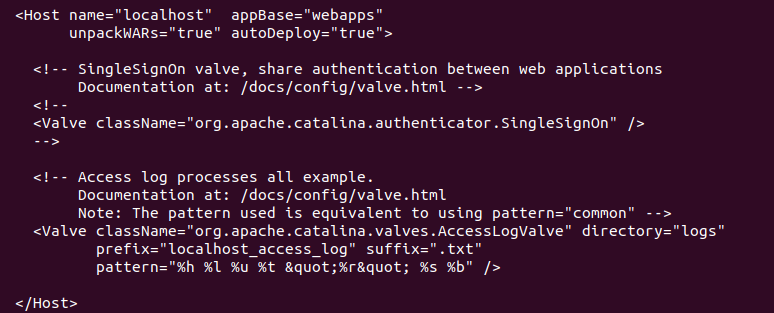 <Host name="localhost"  appBase="webapps"
      unpackWARs="true" autoDeploy="true">
  <!-- SingleSignOn valve, share authentication between web applications
       Documentation at: /docs/config/valve.html -->
  <!--
  <Valve className="org.apache.catalina.authenticator.SingleSignOn" />
  -->
  <!-- Access log processes all example.
       Documentation at: /docs/config/valve.html
       Note: The pattern used is equivalent to using pattern="common" -->
  <Valve className="org.apache.catalina.valves.AccessLogValve" directory="logs"
         prefix="localhost_access_log" suffix=".txt"
         pattern="%h %l %u %t &quot;%r&quot; %s %b" />
</Host>